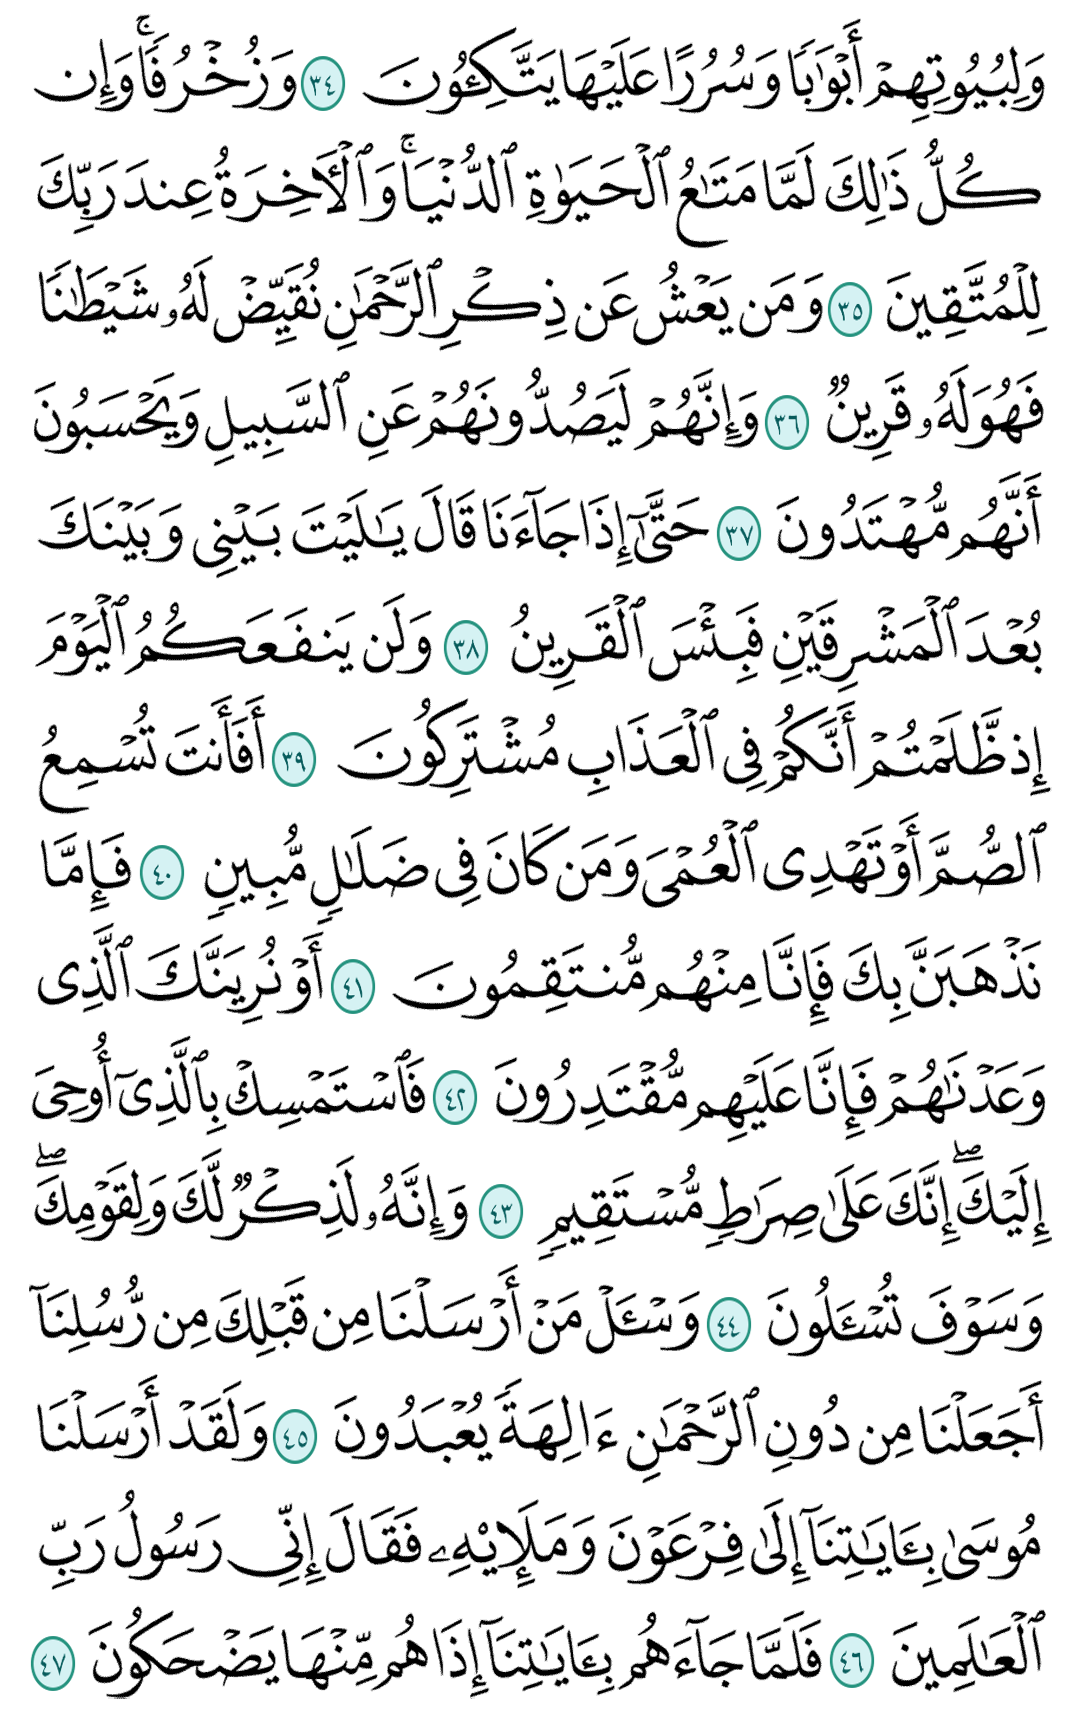 وَلِبُيُوتِهِمْ أَبْوَٰبًا وَسُرُرًا عَلَيْهَا يَتَّكِـُٔونَ ٣٤ وَزُخْرُفًا ۚ وَإِن
كُلُّ ذَٰلِكَ لَمَّا مَتَـٰعُ ٱلْحَيَوٰةِ ٱلدُّنْيَا ۚ وَٱلْـَٔاخِرَةُ عِندَ رَبِّكَ
لِلْمُتَّقِينَ ٣٥ وَمَن يَعْشُ عَن ذِكْرِ ٱلرَّحْمَـٰنِ نُقَيِّضْ لَهُۥ شَيْطَـٰنًا
فَهُوَ لَهُۥ قَرِينٌ ٣٦ وَإِنَّهُمْ لَيَصُدُّونَهُمْ عَنِ ٱلسَّبِيلِ وَيَحْسَبُونَ
أَنَّهُم مُّهْتَدُونَ ٣٧ حَتَّىٰٓ إِذَا جَآءَنَا قَالَ يَـٰلَيْتَ بَيْنِى وَبَيْنَكَ
بُعْدَ ٱلْمَشْرِقَيْنِ فَبِئْسَ ٱلْقَرِينُ ٣٨ وَلَن يَنفَعَكُمُ ٱلْيَوْمَ
إِذ ظَّلَمْتُمْ أَنَّكُمْ فِى ٱلْعَذَابِ مُشْتَرِكُونَ ٣٩ أَفَأَنتَ تُسْمِعُ
ٱلصُّمَّ أَوْ تَهْدِى ٱلْعُمْىَ وَمَن كَانَ فِى ضَلَـٰلٍ مُّبِينٍ ٤٠ فَإِمَّا
نَذْهَبَنَّ بِكَ فَإِنَّا مِنْهُم مُّنتَقِمُونَ ٤١ أَوْ نُرِيَنَّكَ ٱلَّذِى
وَعَدْنَـٰهُمْ فَإِنَّا عَلَيْهِم مُّقْتَدِرُونَ ٤٢ فَٱسْتَمْسِكْ بِٱلَّذِىٓ أُوحِىَ
إِلَيْكَ ۖ إِنَّكَ عَلَىٰ صِرَٰطٍ مُّسْتَقِيمٍ ٤٣ وَإِنَّهُۥ لَذِكْرٌ لَّكَ وَلِقَوْمِكَ ۖ
وَسَوْفَ تُسْـَٔلُونَ ٤٤ وَسْـَٔلْ مَنْ أَرْسَلْنَا مِن قَبْلِكَ مِن رُّسُلِنَآ
أَجَعَلْنَا مِن دُونِ ٱلرَّحْمَـٰنِ ءَالِهَةً يُعْبَدُونَ ٤٥ وَلَقَدْ أَرْسَلْنَا
مُوسَىٰ بِـَٔايَـٰتِنَآ إِلَىٰ فِرْعَوْنَ وَمَلَإِي۟هِۦ فَقَالَ إِنِّى رَسُولُ رَبِّ
ٱلْعَـٰلَمِينَ ٤٦ فَلَمَّا جَآءَهُم بِـَٔايَـٰتِنَآ إِذَا هُم مِّنْهَا يَضْحَكُونَ ٤٧